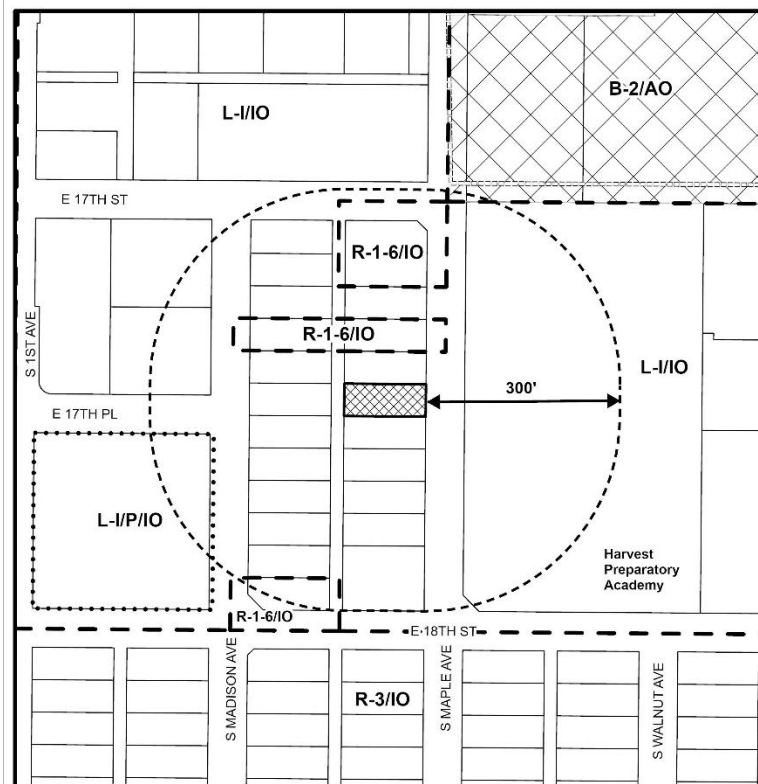 B-2/AO
L-I/IO
E 17TH ST
R-1-6/IO
R-1-6/IO
S 1ST AVE
L-I/IO
300'
E 17TH PL
L-I/P/IO
Harvest
Preparatory
Academy
R-1-6/IO
E 18TH ST
S MADISON AVE
S MAPLE AVE
S WALNUT AVE
R-3/IO